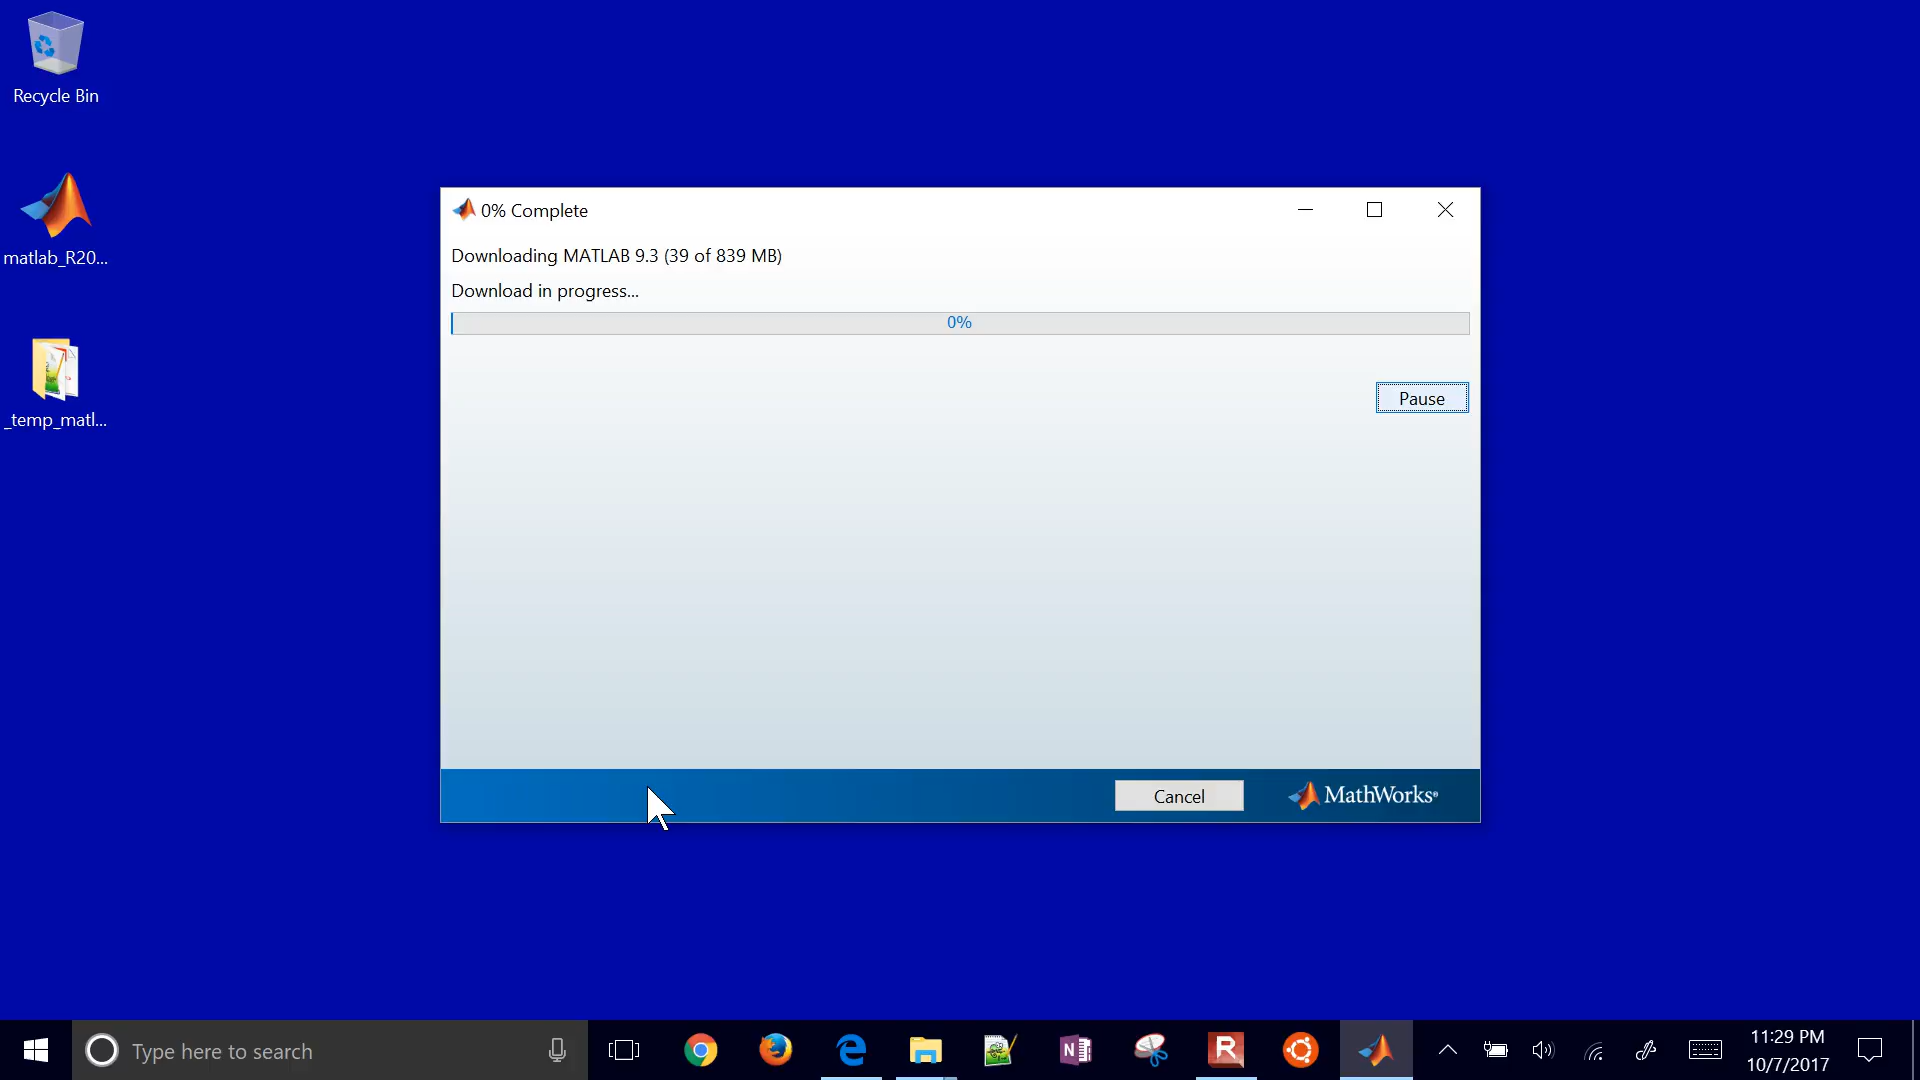 Recycle Bin
matlab_R20...
_temp_matl...
0% Complete
Downloading MATLAB 9.3 (39 of 839 MB)
Download in progress...
0%
Pause
Cancel
MathWorks®
Type here to search
N
R
11:29 PM
10/7/2017